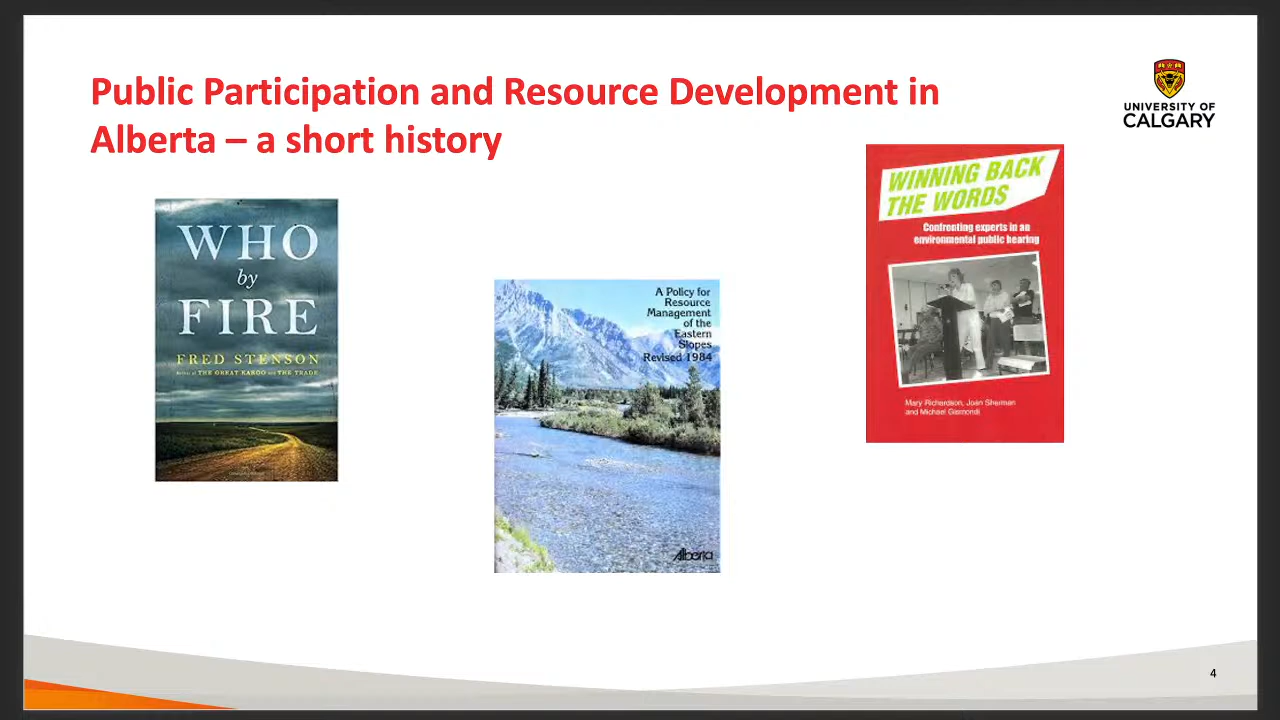 Public Participation and Resource Development in
Alberta – a short history
UNIVERSITY OF
CALGARY
WHO
by
FIRE
FRED STENSON
Author of THE GREAT KAROO and THE TRADE
A Policy for
Resource
Management
of the
Eastern
Slopes
Revised 1984
Alberta
WINNING BACK
THE WORDS
Confronting experts in an
environmental public hearing
Mary Richardson, Joan Sherman
and Michael Gismondi
4